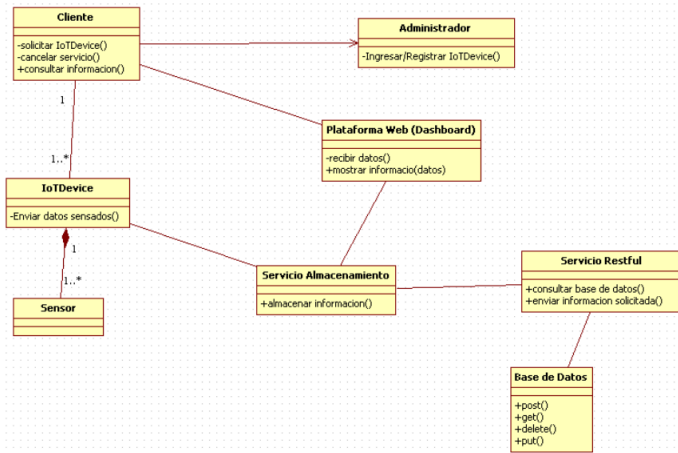 Cliente
-solicitar IoTDevice()
-cancelar servicio()
+consultar informacion()
Administrador
-Ingresar/Registrar IoTDevice()
1
1..*
Plataforma Web (Dashboard)
-recibir datos()
+mostrar informacio(datos)
IoTDevice
-Enviar datos sensados()
1
1..*
Sensor
Servicio Almacenamiento
+almacenar informacion()
Servicio Restful
+consultar base de datos()
+enviar informacion solicitada()
Base de Datos
+post()
+get()
+delete()
+put()